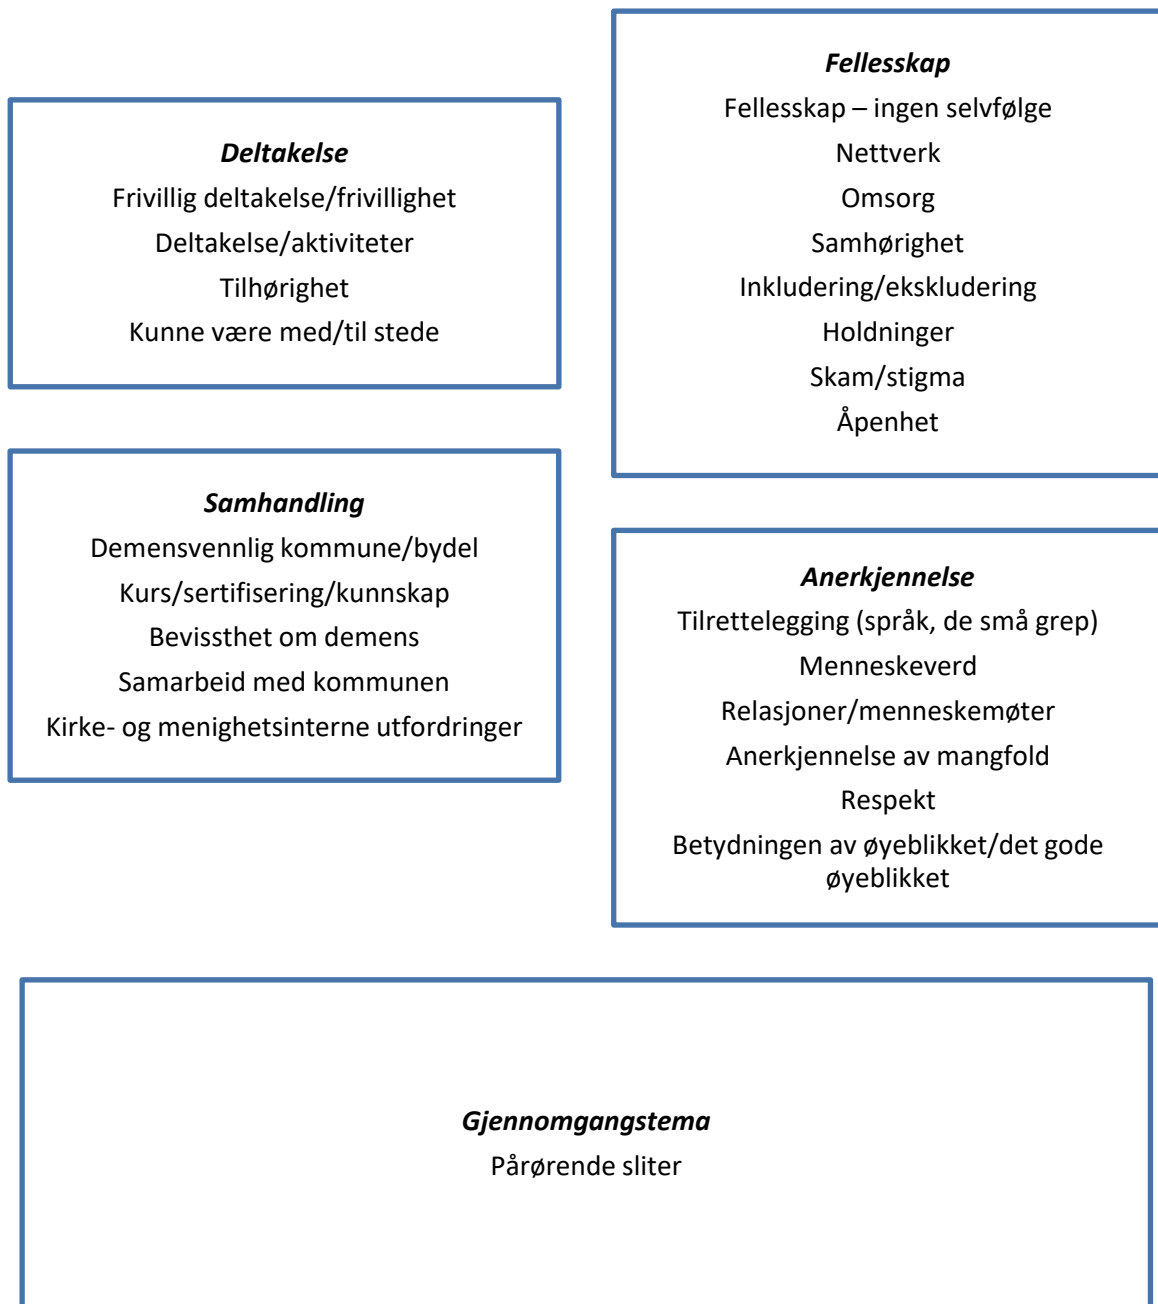 Deltakelse
Frivillig deltakelse/frivillighet
Deltakelse/aktiviteter
Tilhørighet
Kunne være med/til stede
Fellesskap
Fellesskap – ingen selvfølge
Nettverk
Omsorg
Samhørighet
Inkludering/ekskludering
Holdninger
Skam/stigma
Åpenhet
Samhandling
Demensvennlig kommune/bydel
Kurs/sertifisering/kunnskap
Bevissthet om demens
Samarbeid med kommunen
Kirke- og menighetsinterne utfordringer
Anerkjennelse
Tilrettelegging (språk, de små grep)
Menneskeverd
Relasjoner/menneskemøter
Anerkjennelse av mangfold
Respekt
Betydningen av øyeblikket/det gode
øyeblikket
Gjennomgangstema
Pårørende sliter